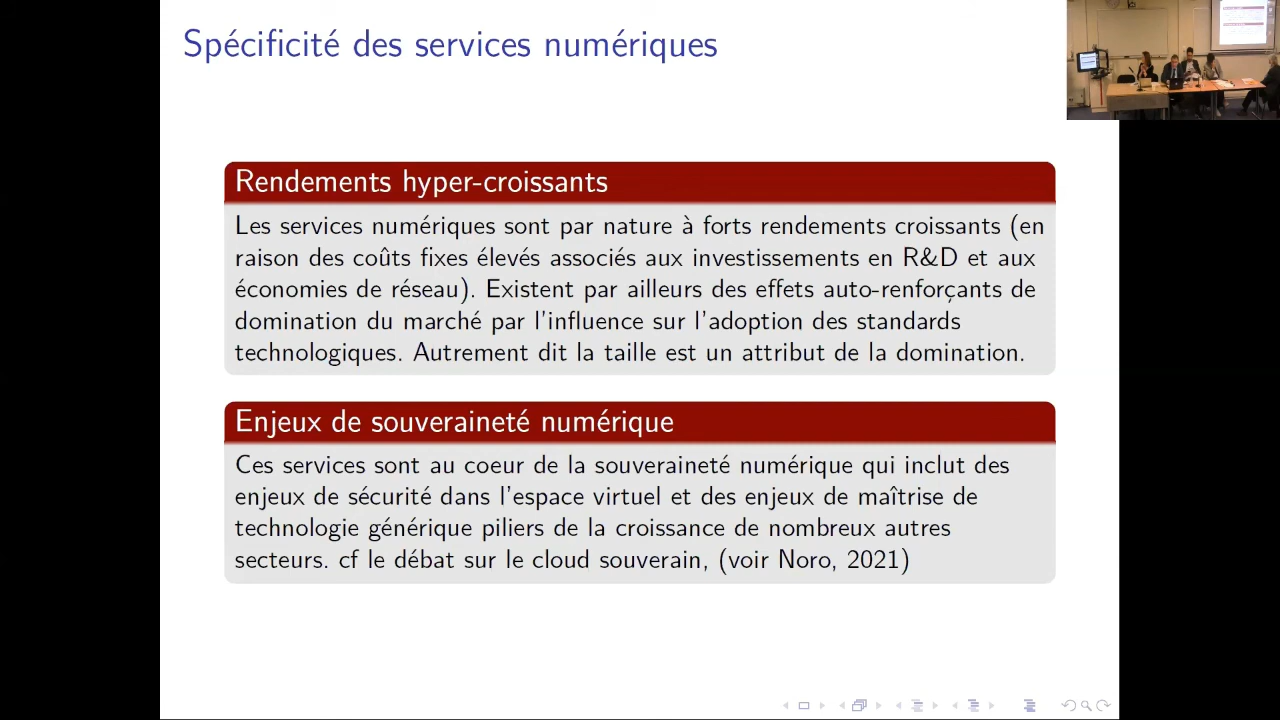 Spécificité des services numériques
Rendements hyper-croissants
Les services numériques sont par nature à forts rendements croissants (en
raison des coûts fixes élevés associés aux investissements en R&D et aux
économies de réseau). Existent par ailleurs des effets auto-renforçants de
domination du marché par l'influence sur l'adoption des standards
technologiques. Autrement dit la taille est un attribut de la domination.
Enjeux de souveraineté numérique
Ces services sont au coeur de la souveraineté numérique qui inclut des
enjeux de sécurité dans l'espace virtuel et des enjeux de maîtrise de
technologie générique piliers de la croissance de nombreux autres
secteurs. cf le débat sur le cloud souverain, (voir Noro, 2021)